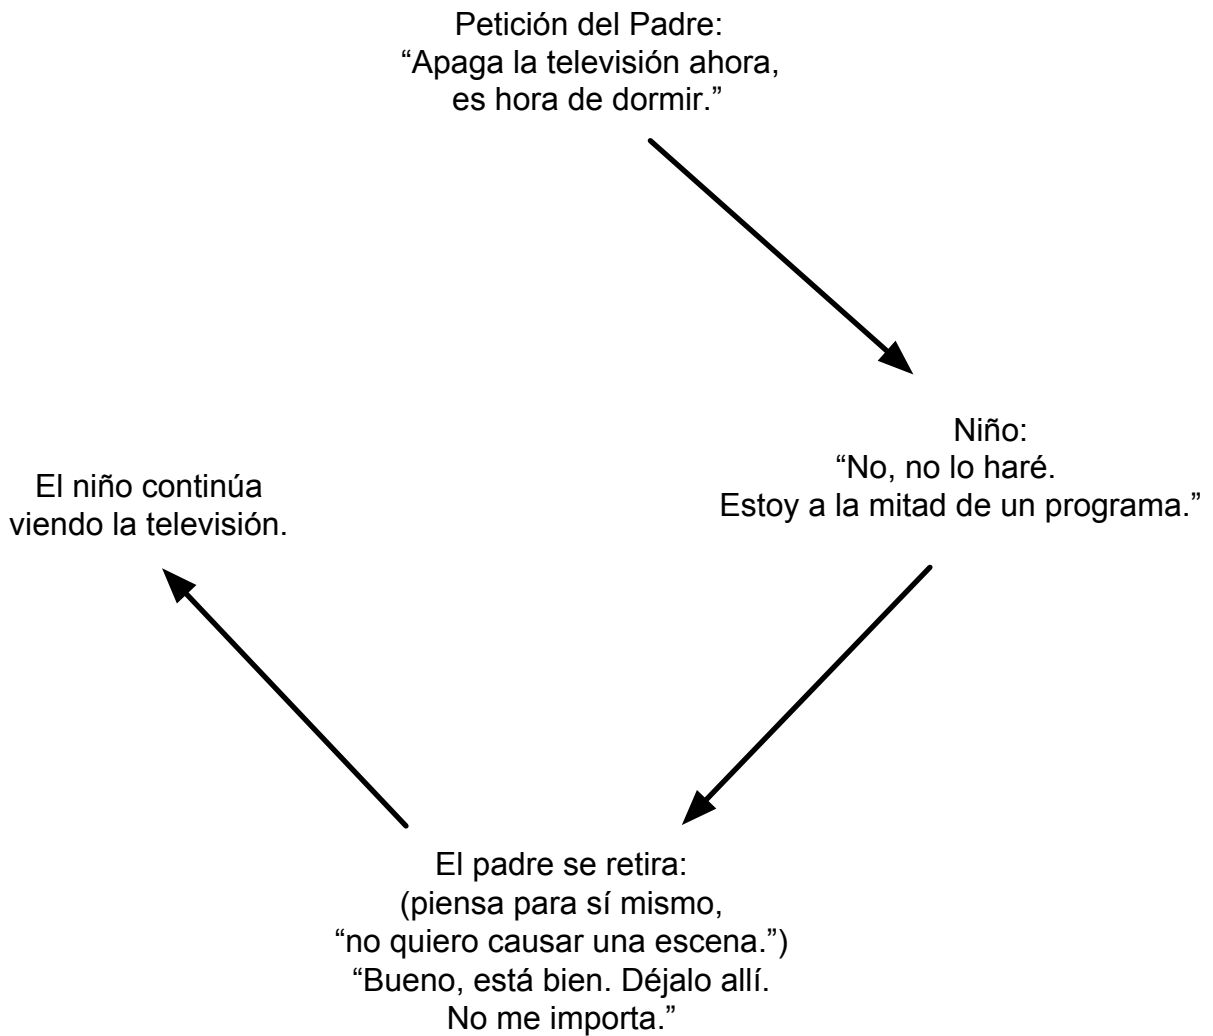 Petición del Padre:
“Apaga la televisión ahora,
es hora de dormir.”
Niño:
“No, no lo haré.
Estoy a la mitad de un programa.”
El padre se retira:
(piensa para sí mismo,
“no quiero causar una escena.”)
“Bueno, está bien. Déjalo allí.
No me importa.”
El niño continúa
viendo la televisión.